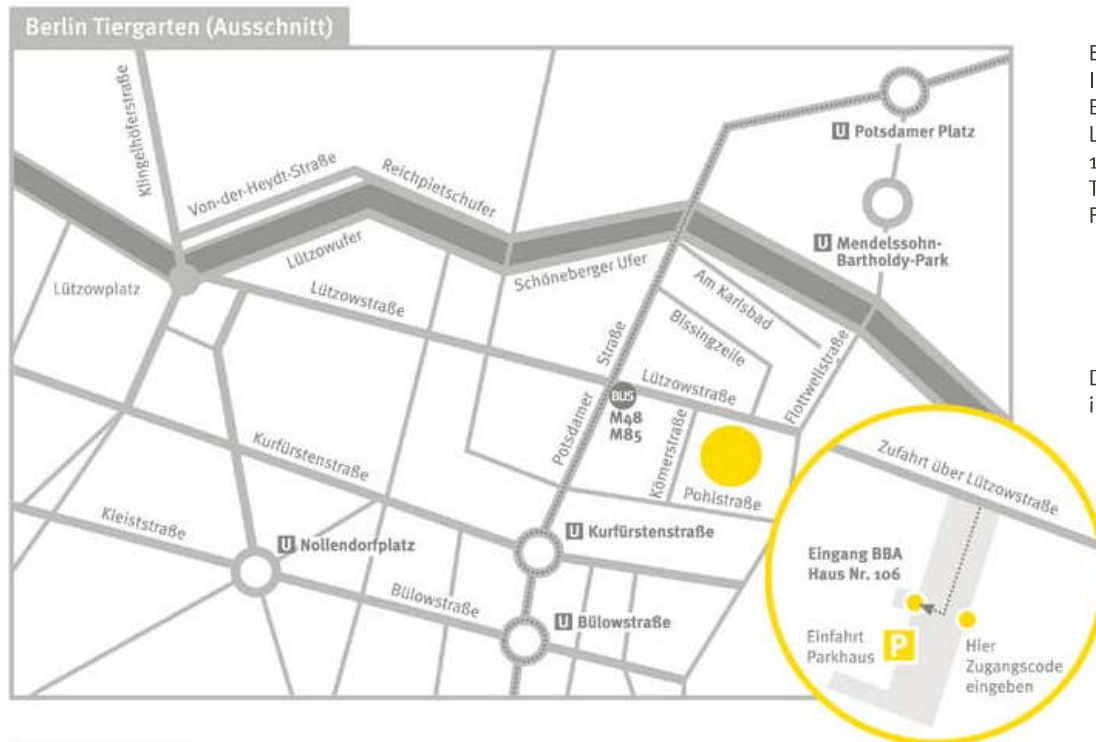 Berlin Tiergarten (Ausschnitt)
Klingelhöferstraße
Von-der-Heydt-Straße
Reichpietschufer
U Potsdamer Platz
U Mendelssohn-
Bartholdy-Park
Lützowplatz
Lützowufer
Lützowstraße
Schöneberger Ufer
Am Karlsbad
Bissingzeile
Potsdamer Straße
BUS
M48
M85
Lützowstraße
Flottwellstraße
Körnerstraße
Pohlstraße
Kurfürstenstraße
Kleiststraße
U Nollendorfplatz
U Kurfürstenstraße
Bülowstraße
U Bülowstraße
Zufahrt über Lützowstraße
Eingang BBA
Haus Nr. 106
Einfahrt
Parkhaus
P
Hier
Zugangscode
eingeben